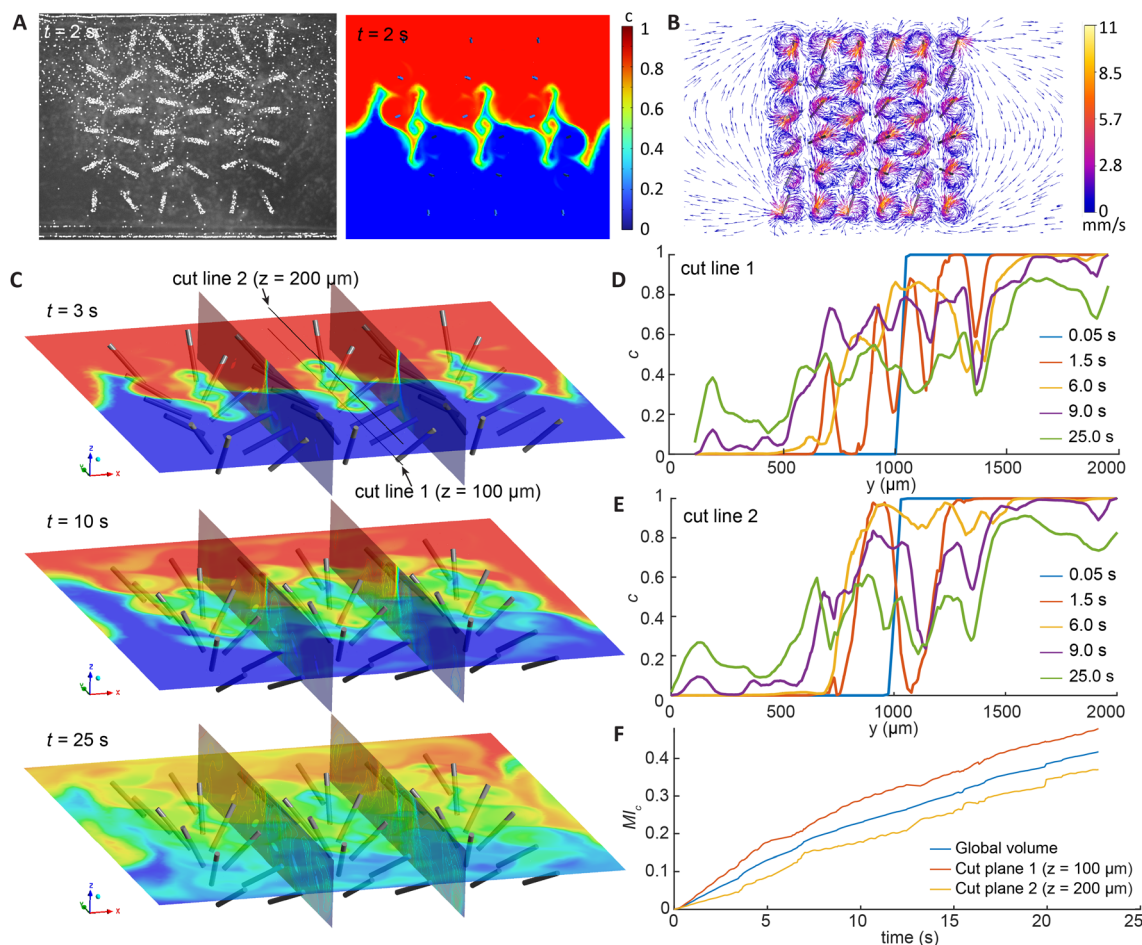 A
t = 2 s
t = 2 s
c
1
0.8
0.6
0.4
0.2
0
B
11
8.5
5.7
2.8
0
mm/s
C
cut line 2 (z = 200 µm)
t = 3 s
cut line 1 (z = 100 µm)
z
y
x
t = 10 s
z
y
x
t = 25 s
z
y
x
D
cut line 1
1
0.8
0.6
0.4
0.2
0
c
0.05 s
1.5 s
6.0 s
9.0 s
25.0 s
0
500
1000
1500
2000
y (µm)
E
cut line 2
1
0.8
0.6
0.4
0.2
0
c
0.05 s
1.5 s
6.0 s
9.0 s
25.0 s
0
500
1000
1500
2000
y (µm)
F
0.4
0.3
0.2
0.1
0
MIc
Global volume
Cut plane 1 (z = 100 µm)
Cut plane 2 (z = 200 µm)
0
5
10
15
20
25
time (s)